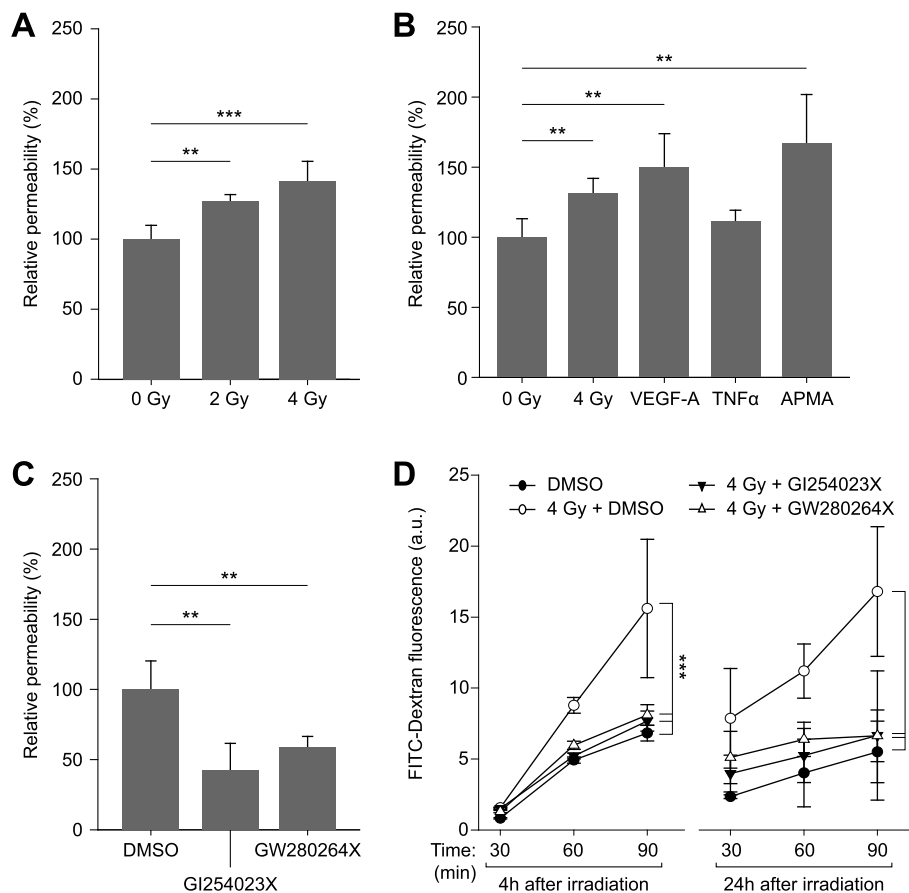 A
Relative permeability (%)
250
200
150
100
50
0
***
**
0 Gy 2 Gy 4 Gy
B
Relative permeability (%)
250
200
150
100
50
0
**
**
**
0 Gy 4 Gy VEGF-A TNFα APMA
C
Relative permeability (%)
250
200
150
100
50
0
**
**
DMSO GW280264X
GI254023X
D
FITC-Dextran fluorescence (a.u.)
25
20
15
10
5
0
DMSO 4 Gy + GI254023X
4 Gy + DMSO 4 Gy + GW280264X
***
Time: 30 60 90 30 60 90
(min) 4h after irradiation 24h after irradiation